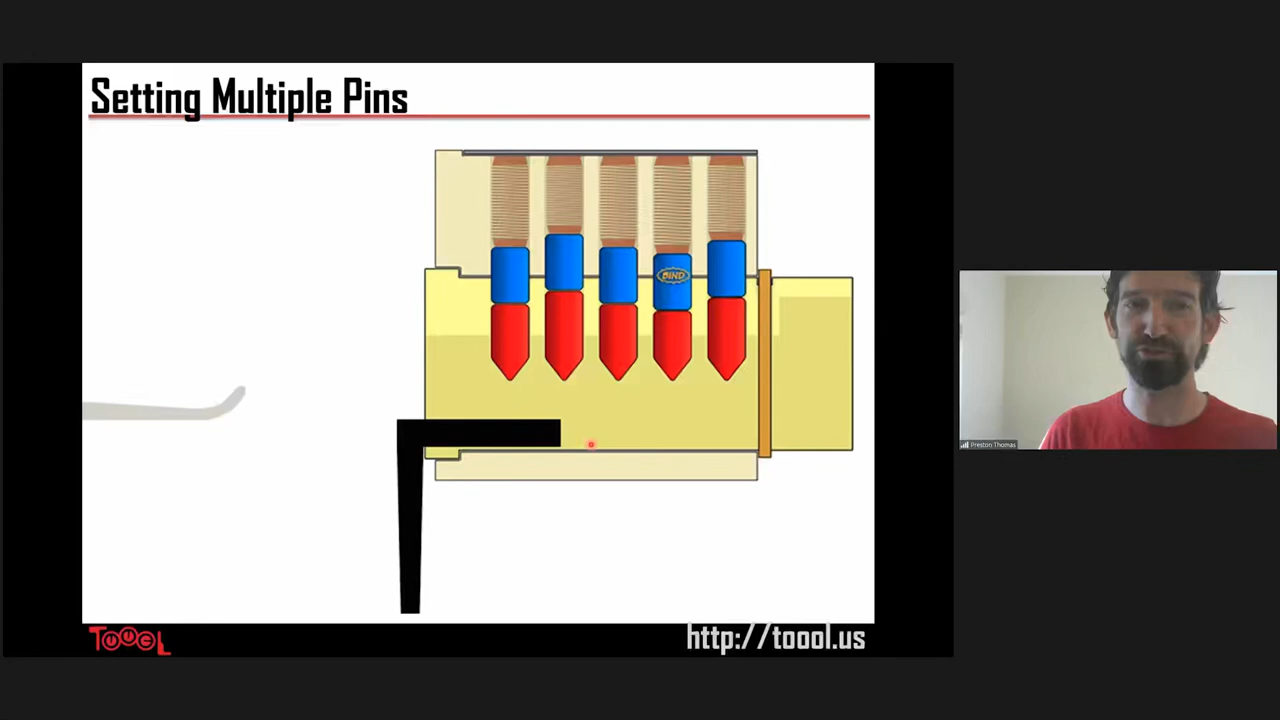 Setting Multiple Pins
BIND
Preston Thomas
TOOOL
http://toool.us